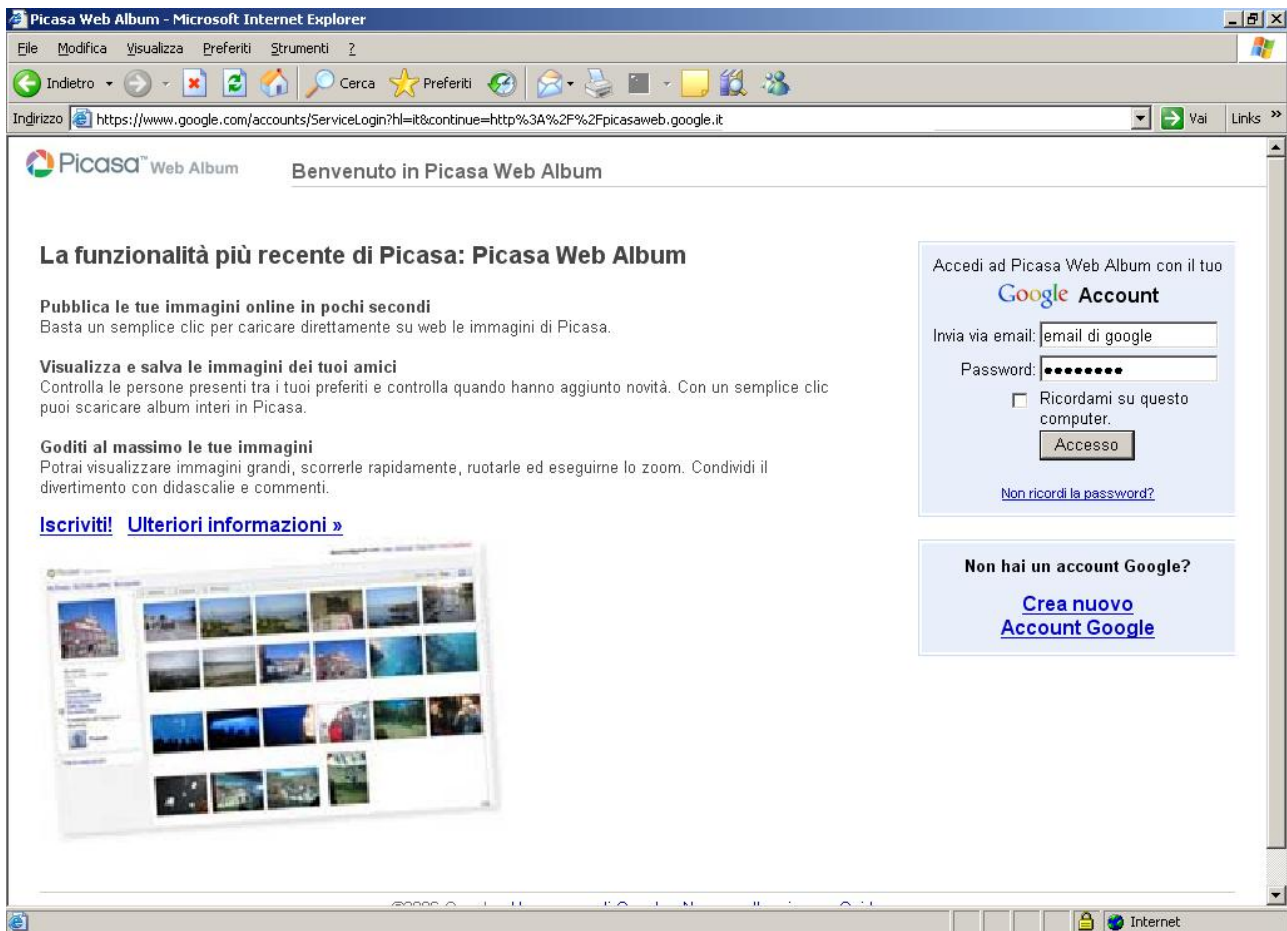 Picasa Web Album - Microsoft Internet Explorer
File Modifica Visualizza Preferiti Strumenti ?
Indietro Cerca Preferiti
Indirizzo https://www.google.com/accounts/ServiceLogin?hl=it&continue=http%3A%2F%2Fpicasaweb.google.it Vai Links »
Picasa™ Web Album Benvenuto in Picasa Web Album
La funzionalità più recente di Picasa: Picasa Web Album
Pubblica le tue immagini online in pochi secondi
Basta un semplice clic per caricare direttamente su web le immagini di Picasa.
Visualizza e salva le immagini dei tuoi amici
Controlla le persone presenti tra i tuoi preferiti e controlla quando hanno aggiunto novità. Con un semplice clic
puoi scaricare album interi in Picasa.
Goditi al massimo le tue immagini
Potrai visualizzare immagini grandi, scorrerle rapidamente, ruotarle ed eseguirne lo zoom. Condividi il
divertimento con didascalie e commenti.
Iscriviti! Ulteriori informazioni »
Accedi ad Picasa Web Album con il tuo
Google Account
Invia via email: email di google
Password: ●●●●●●●●
Ricordami su questo
computer.
Accesso
Non ricordi la password?
Non hai un account Google?
Crea nuovo
Account Google
Internet